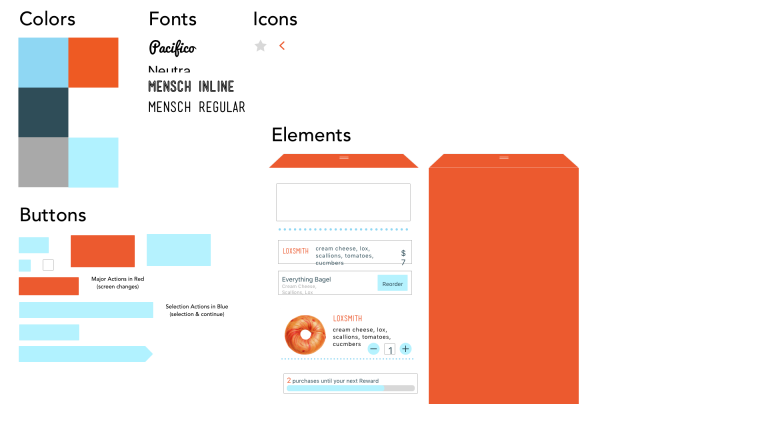 Colors
Fonts
Icons
Pacifico
Neutra
MENSCH INLINE
MENSCH REGULAR
Elements
LOXSMITH
cream cheese, lox,
scallions, tomatoes,
cucmbers
$
7
Everything Bagel
Cream Cheese,
Scallions, Lox
Reorder
LOXSMITH
cream cheese, lox,
scallions, tomatoes,
cucmbers
1
2 purchases until your next Reward
Buttons
Major Actions in Red
(screen changes)
Selection Actions in Blue
(selection & continue)